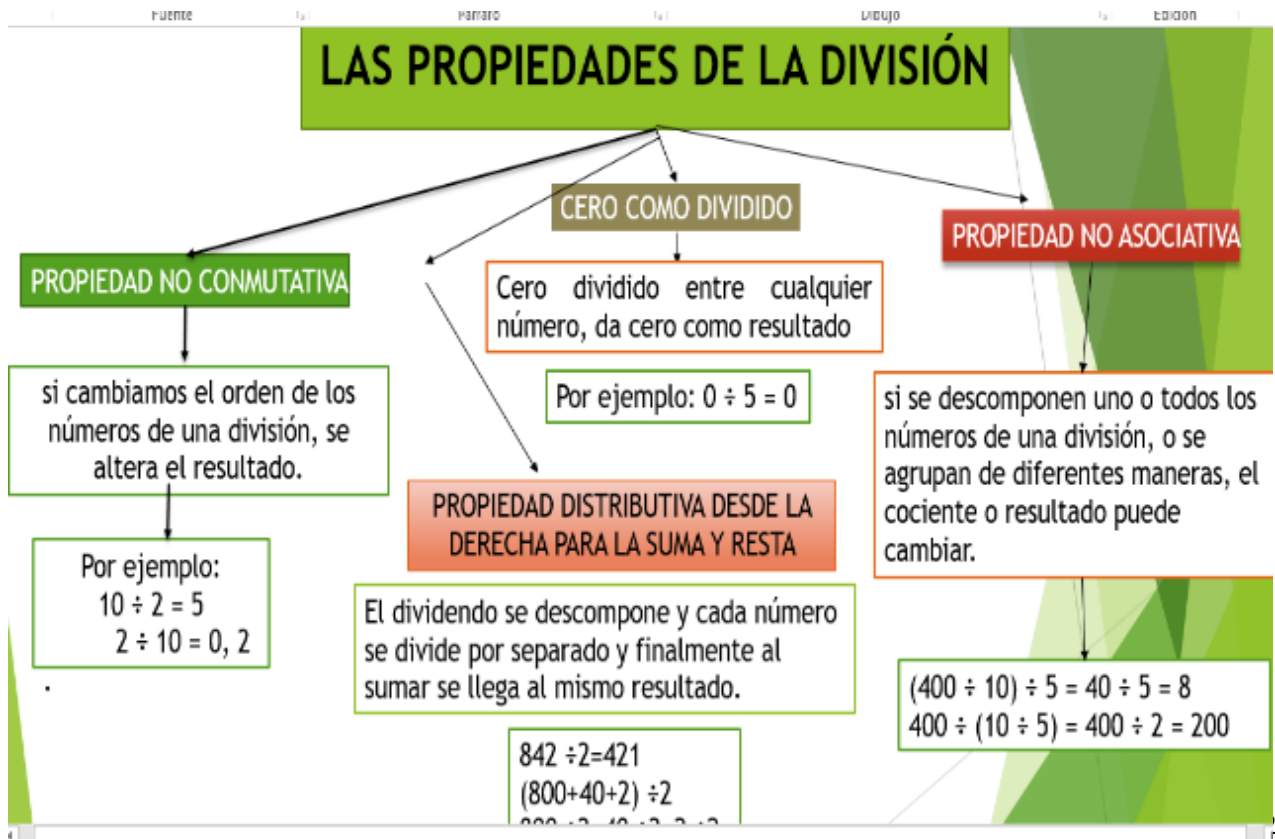 Fuente
Párrafo
Dibujo
Edición
LAS PROPIEDADES DE LA DIVISIÓN
PROPIEDAD NO CONMUTATIVA
si cambiamos el orden de los
números de una división, se
altera el resultado.
Por ejemplo:
10 ÷ 2 = 5
2 ÷ 10 = 0, 2
.
CERO COMO DIVIDIDO
Cero dividido entre cualquier
número, da cero como resultado
Por ejemplo: 0 ÷ 5 = 0
PROPIEDAD DISTRIBUTIVA DESDE LA
DERECHA PARA LA SUMA Y RESTA
El dividendo se descompone y cada número
se divide por separado y finalmente al
sumar se llega al mismo resultado.
842 ÷2=421
(800+40+2) ÷2
PROPIEDAD NO ASOCIATIVA
si se descomponen uno o todos los
números de una división, o se
agrupan de diferentes maneras, el
cociente o resultado puede
cambiar.
(400 ÷ 10) ÷ 5 = 40 ÷ 5 = 8
400 ÷ (10 ÷ 5) = 400 ÷ 2 = 200